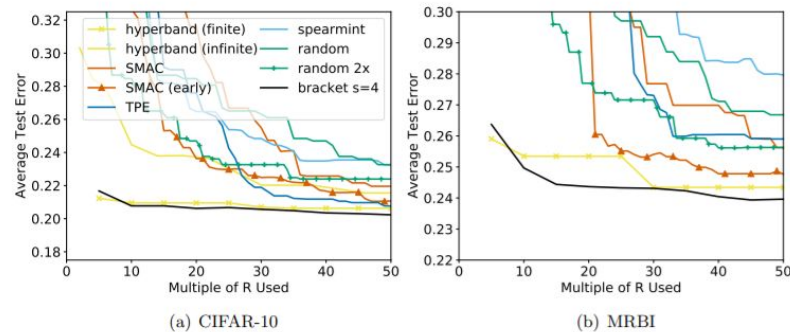 0.32
0.30
0.28
0.26
0.24
0.22
0.20
0.18
Average Test Error
hyperband (finite)
hyperband (infinite)
SMAC
SMAC (early)
TPE
spearmint
random
random 2x
bracket s=4
0 10 20 30 40 50
Multiple of R Used
(a) CIFAR-10
0.30
0.29
0.28
0.27
0.26
0.25
0.24
0.23
0.22
Average Test Error
0 10 20 30 40 50
Multiple of R Used
(b) MRBI